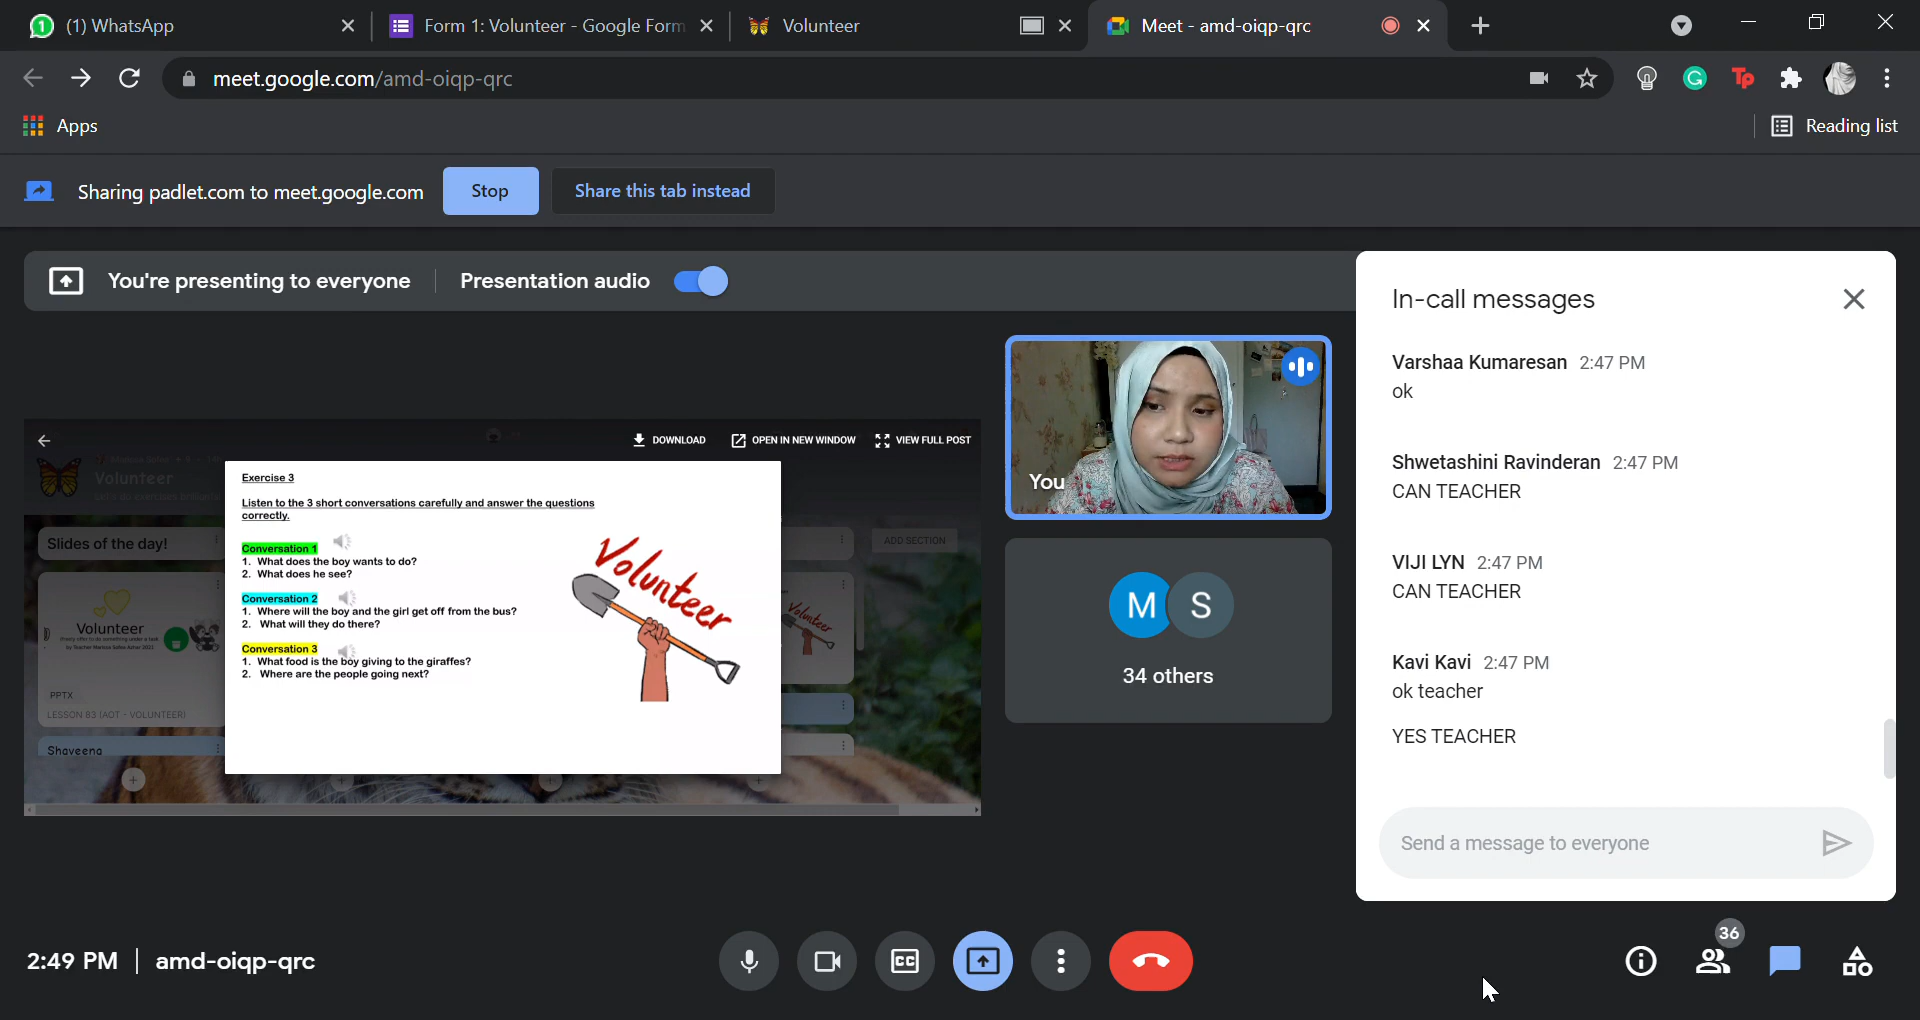 (1) WhatsApp
Form 1: Volunteer - Google Form
Volunteer
Meet - amd-oiqp-qrc
meet.google.com/amd-oiqp-qrc
Apps
Reading list
Sharing padlet.com to meet.google.com
Stop
Share this tab instead
You're presenting to everyone
Presentation audio
DOWNLOAD
OPEN IN NEW WINDOW
VIEW FULL POST
Volunteer
Slides of the day!
ADD SECTION
Volunteer
PPTX
LESSON 83 (AOT - VOLUNTEER)
Shaveena
Exercise 3
Listen to the 3 short conversations carefully and answer the questions
correctly.
Conversation 1
1. What does the boy wants to do?
2. What does he see?
Conversation 2
1. Where will the boy and the girl get off from the bus?
2. What will they do there?
Conversation 3
1. What food is the boy giving to the giraffes?
2. Where are the people going next?
Volunteer
Volunteer
You
M
S
34 others
In-call messages
Varshaa Kumaresan 2:47 PM
ok
Shwetashini Ravinderan 2:47 PM
CAN TEACHER
VIJI LYN 2:47 PM
CAN TEACHER
Kavi Kavi 2:47 PM
ok teacher
YES TEACHER
Send a message to everyone
2:49 PM | amd-oiqp-qrc
CC
36